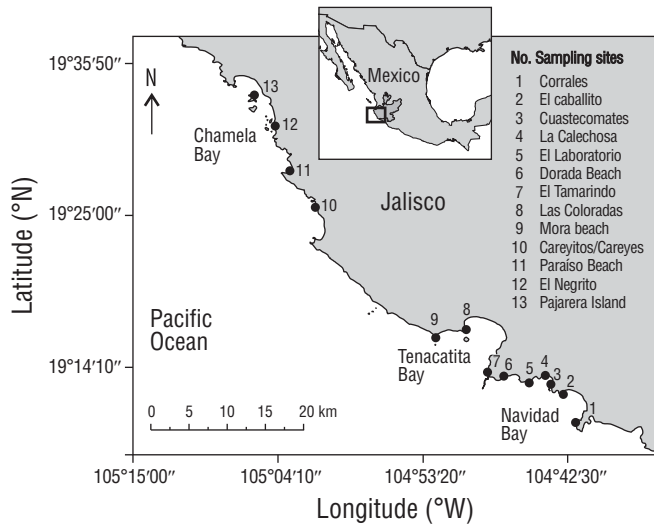 19°35'50''
19°25'00''
19°14'10''
Latitude (°N)
N
13
Chamela
Bay
12
11
10
Mexico
Jalisco
No. Sampling sites
1 Corrales
2 El caballito
3 Cuastecomates
4 La Calechosa
5 El Laboratorio
6 Dorada Beach
7 El Tamarindo
8 Las Coloradas
9 Mora beach
10 Careyitos/Careyes
11 Paraíso Beach
12 El Negrito
13 Pajarera Island
Pacific
Ocean
9
8
Tenacatita
Bay
7
6
5
4
3
2
1
Navidad
Bay
0 5 10 15 20 km
105°15'00'' 105°04'10'' 104°53'20'' 104°42'30''
Longitude (°W)